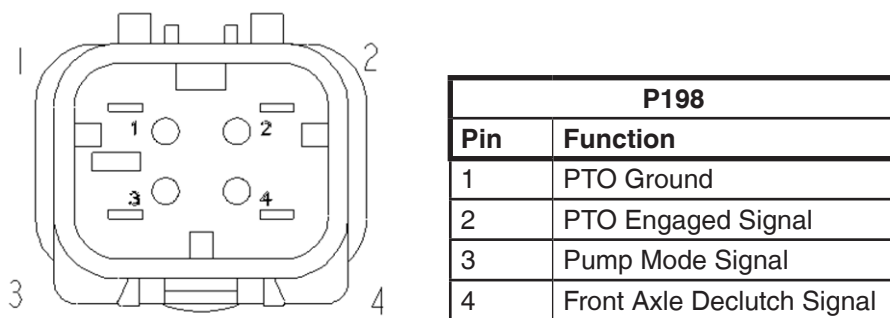 1
2
1
2
3
4
3
4
P198
Pin Function
1 PTO Ground
2 PTO Engaged Signal
3 Pump Mode Signal
4 Front Axle Declutch Signal